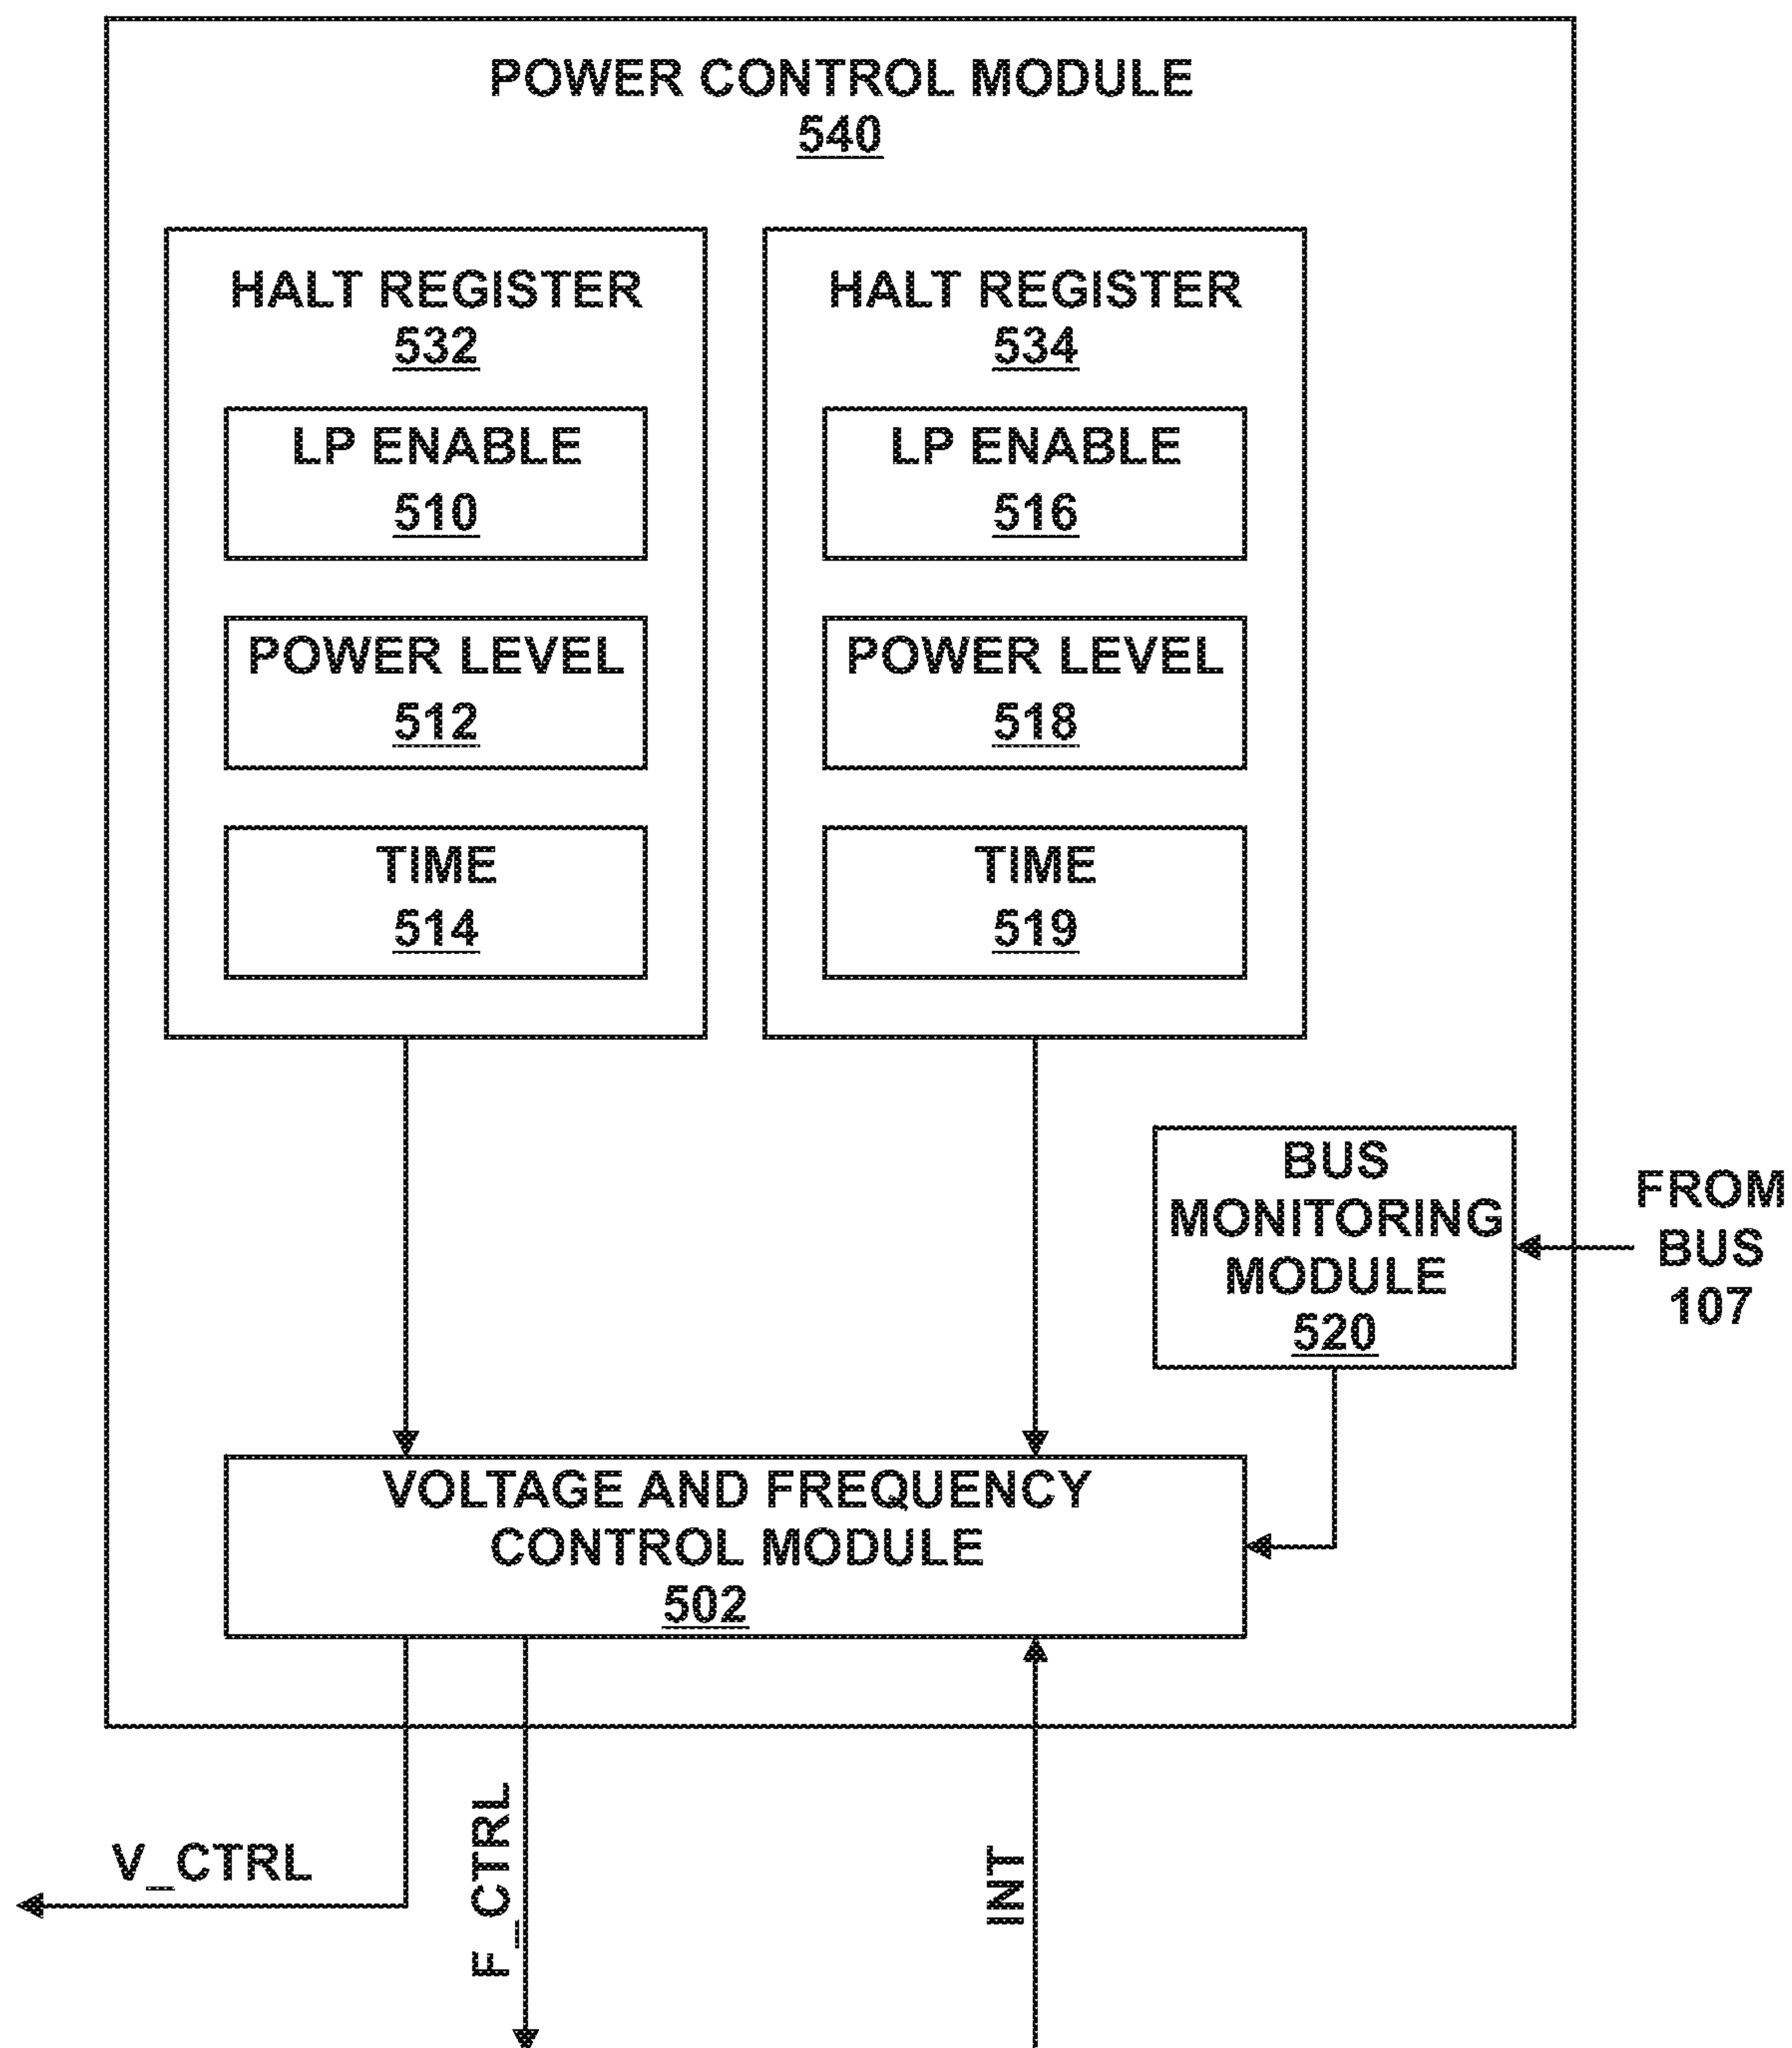 POWER CONTROL MODULE
540
HALT REGISTER
532
LP ENABLE
510
POWER LEVEL
512
TIME
514
HALT REGISTER
534
LP ENABLE
516
POWER LEVEL
518
TIME
519
BUS
MONITORING
MODULE
520
FROM
BUS
107
VOLTAGE AND FREQUENCY
CONTROL MODULE
502
V_CTRL
F_CTRL
INT